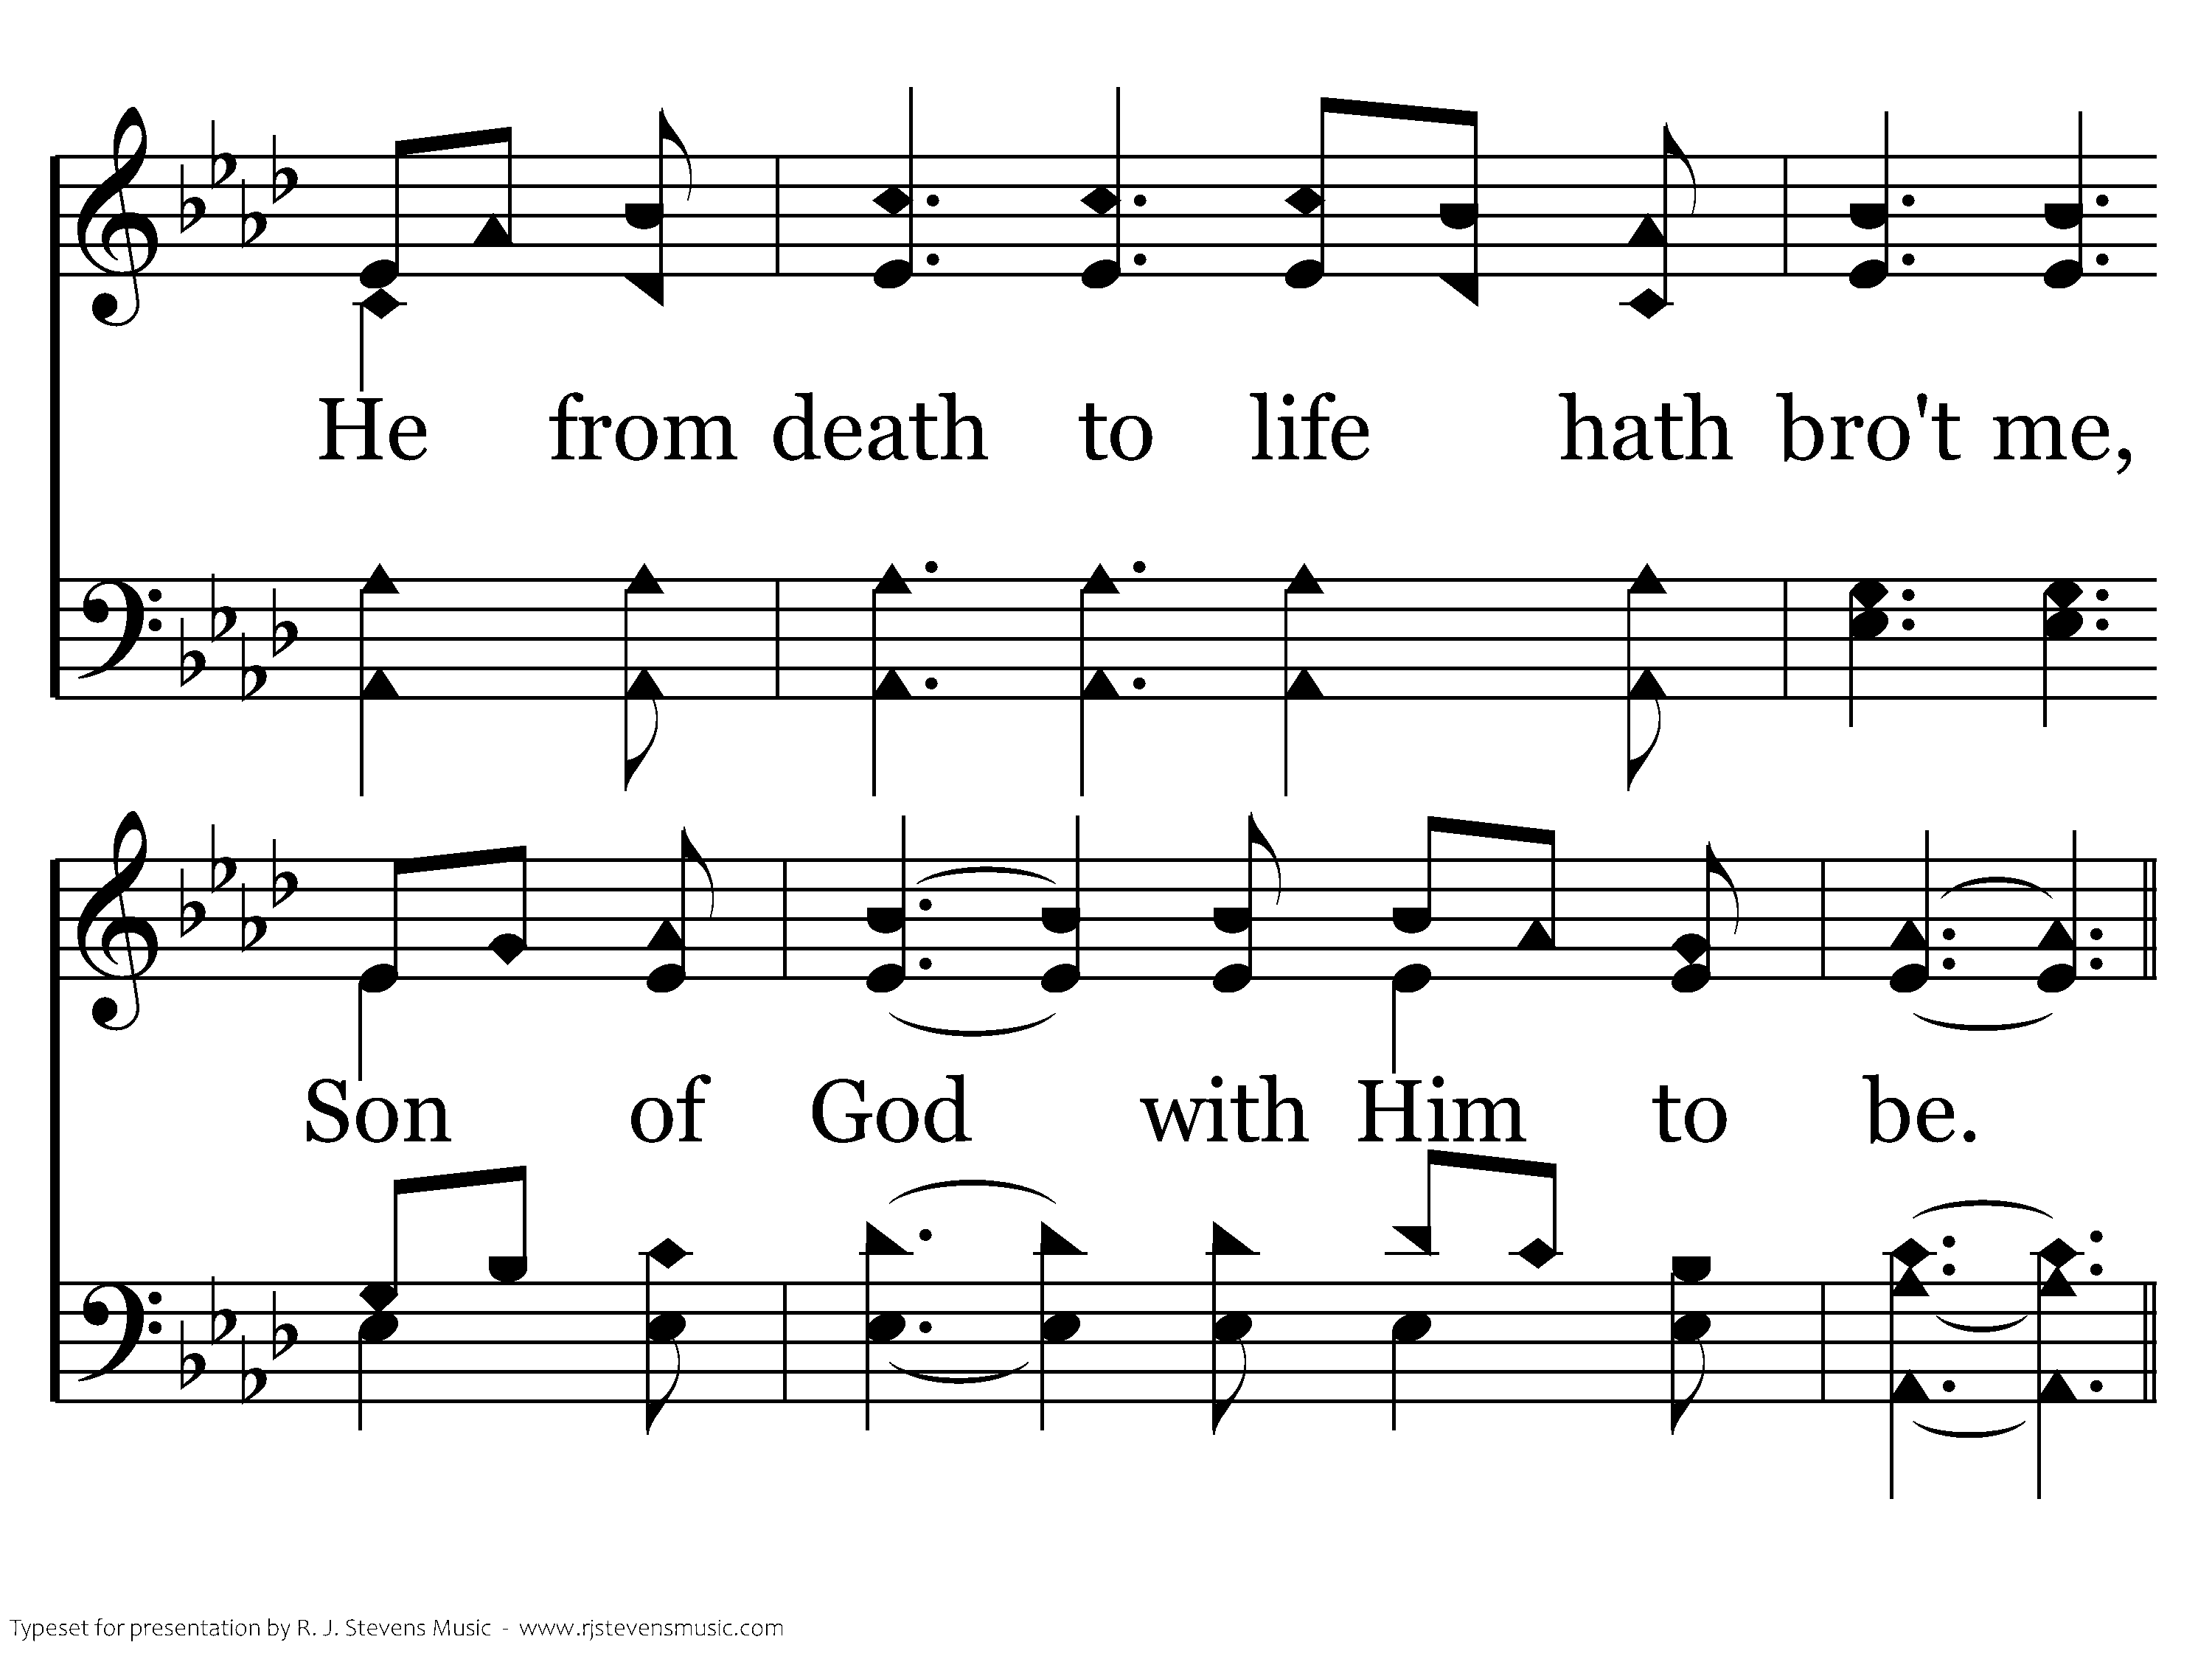 He from death to life hath bro't me,
Son of God with Him to be.
Typeset for presentation by R. J. Stevens Music - www.rjstevensmusic.com